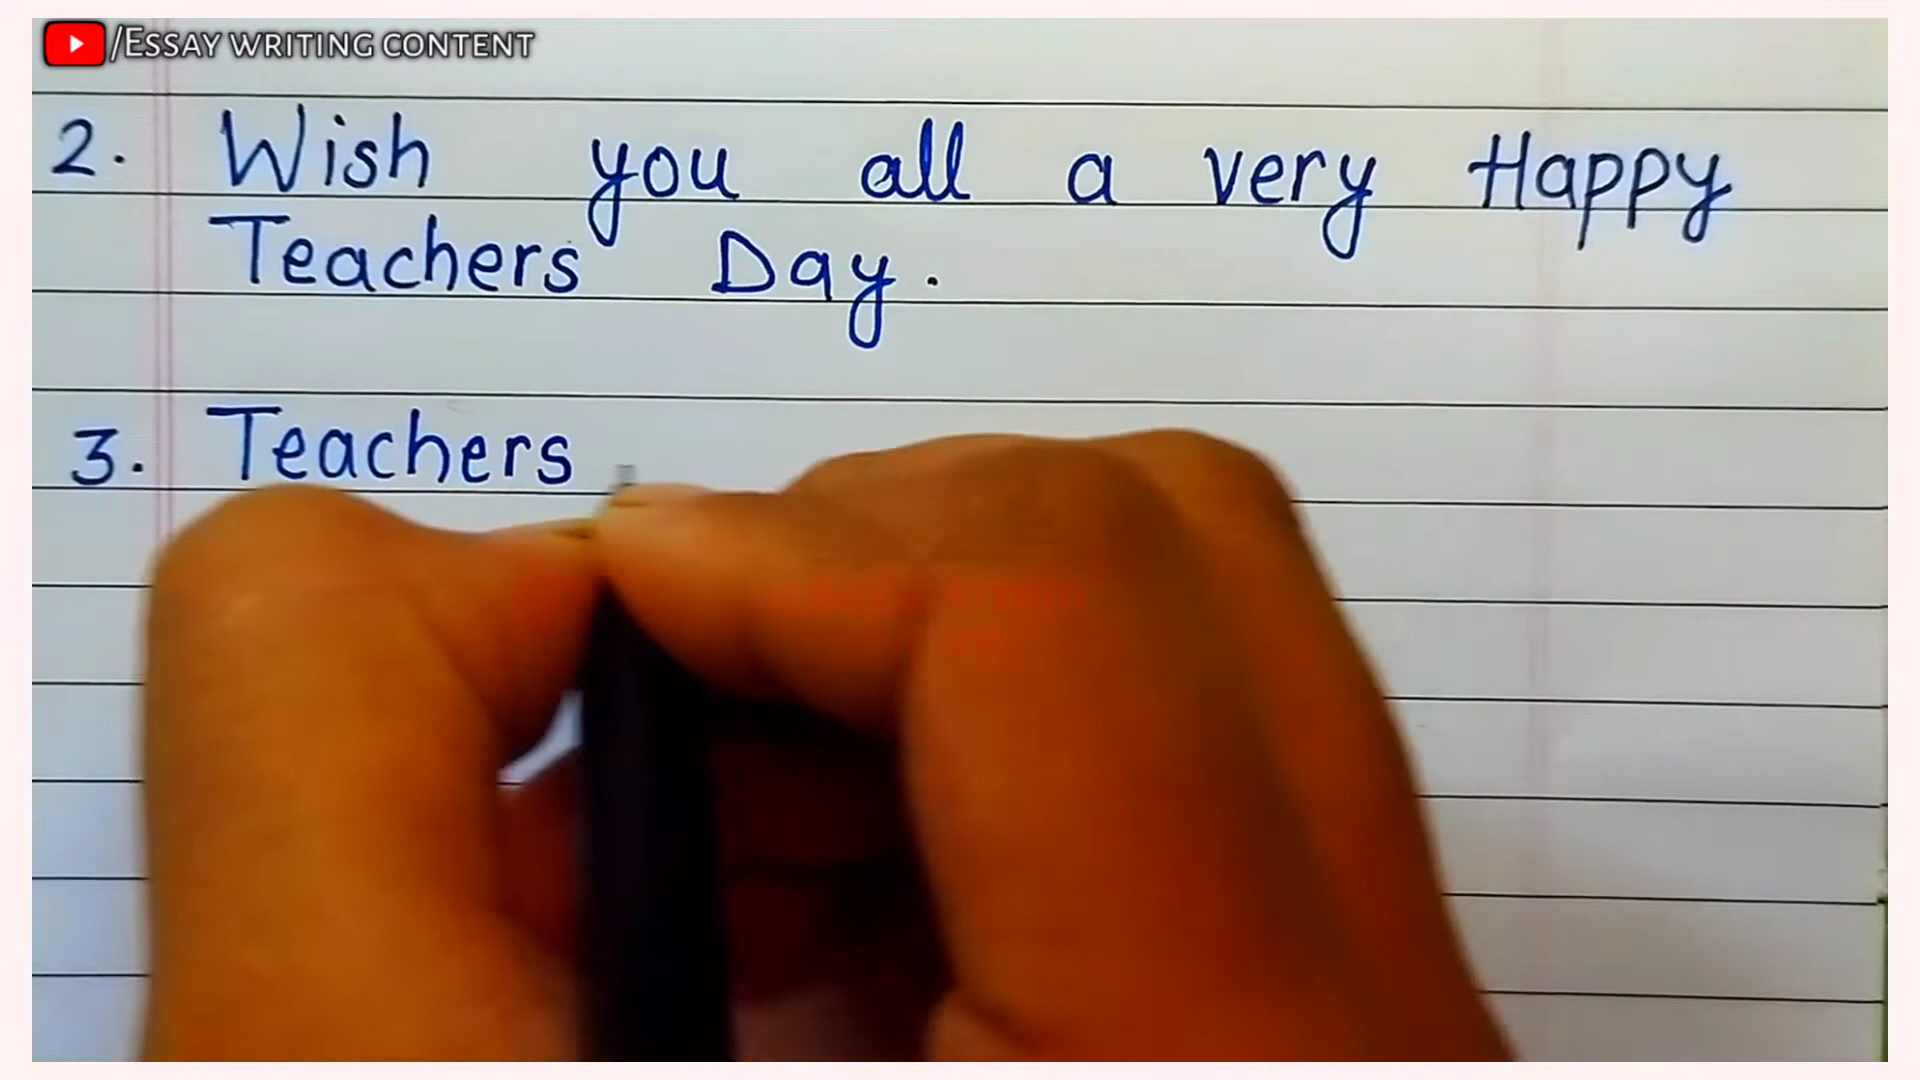 /ESSAY WRITING CONTENT
2. Wish you all a very Happy
Teachers Day.
3. Teachers